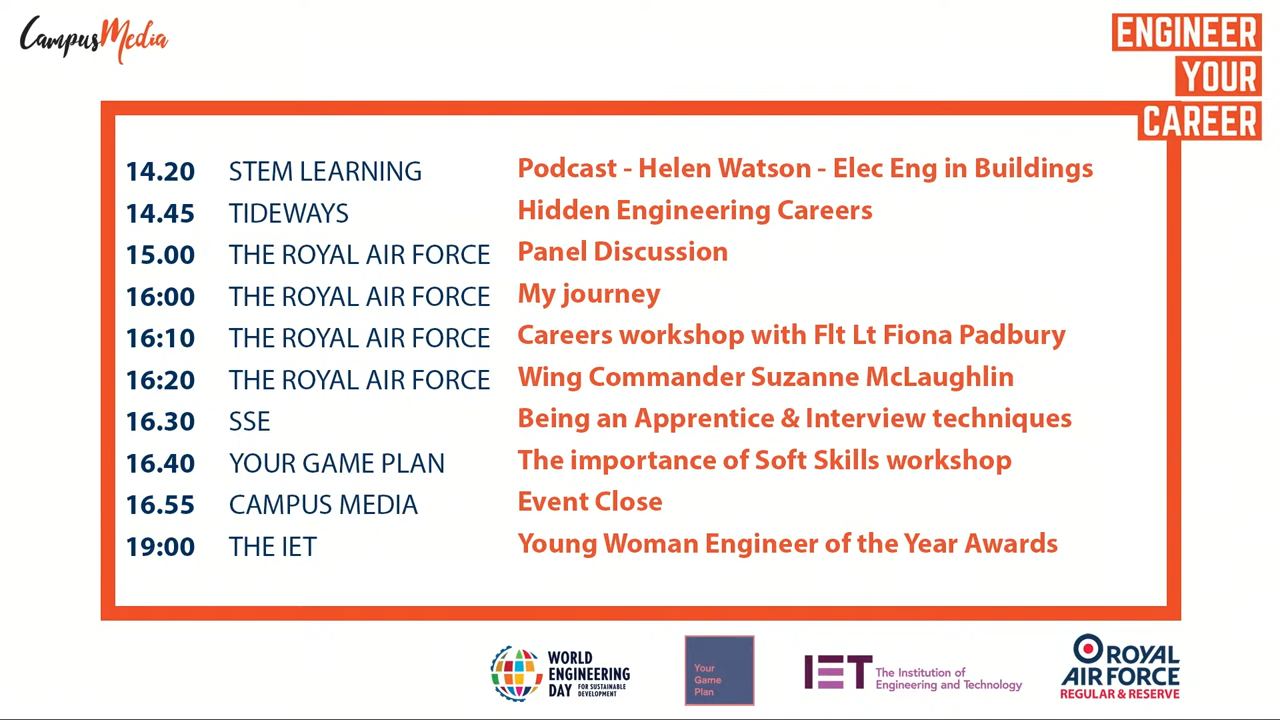 CampusMedia
ENGINEER
YOUR
CAREER
14.20 STEM LEARNING Podcast - Helen Watson - Elec Eng in Buildings
14.45 TIDEWAYS Hidden Engineering Careers
15.00 THE ROYAL AIR FORCE Panel Discussion
16:00 THE ROYAL AIR FORCE My journey
16:10 THE ROYAL AIR FORCE Careers workshop with Flt Lt Fiona Padbury
16:20 THE ROYAL AIR FORCE Wing Commander Suzanne McLaughlin
16.30 SSE Being an Apprentice & Interview techniques
16.40 YOUR GAME PLAN The importance of Soft Skills workshop
16.55 CAMPUS MEDIA Event Close
19:00 THE IET Young Woman Engineer of the Year Awards
WORLD
ENGINEERING
DAY FOR SUSTAINABLE
DEVELOPMENT
Your
Game
Plan
IET The Institution of
Engineering and Technology
ROYAL
AIR FORCE
REGULAR & RESERVE